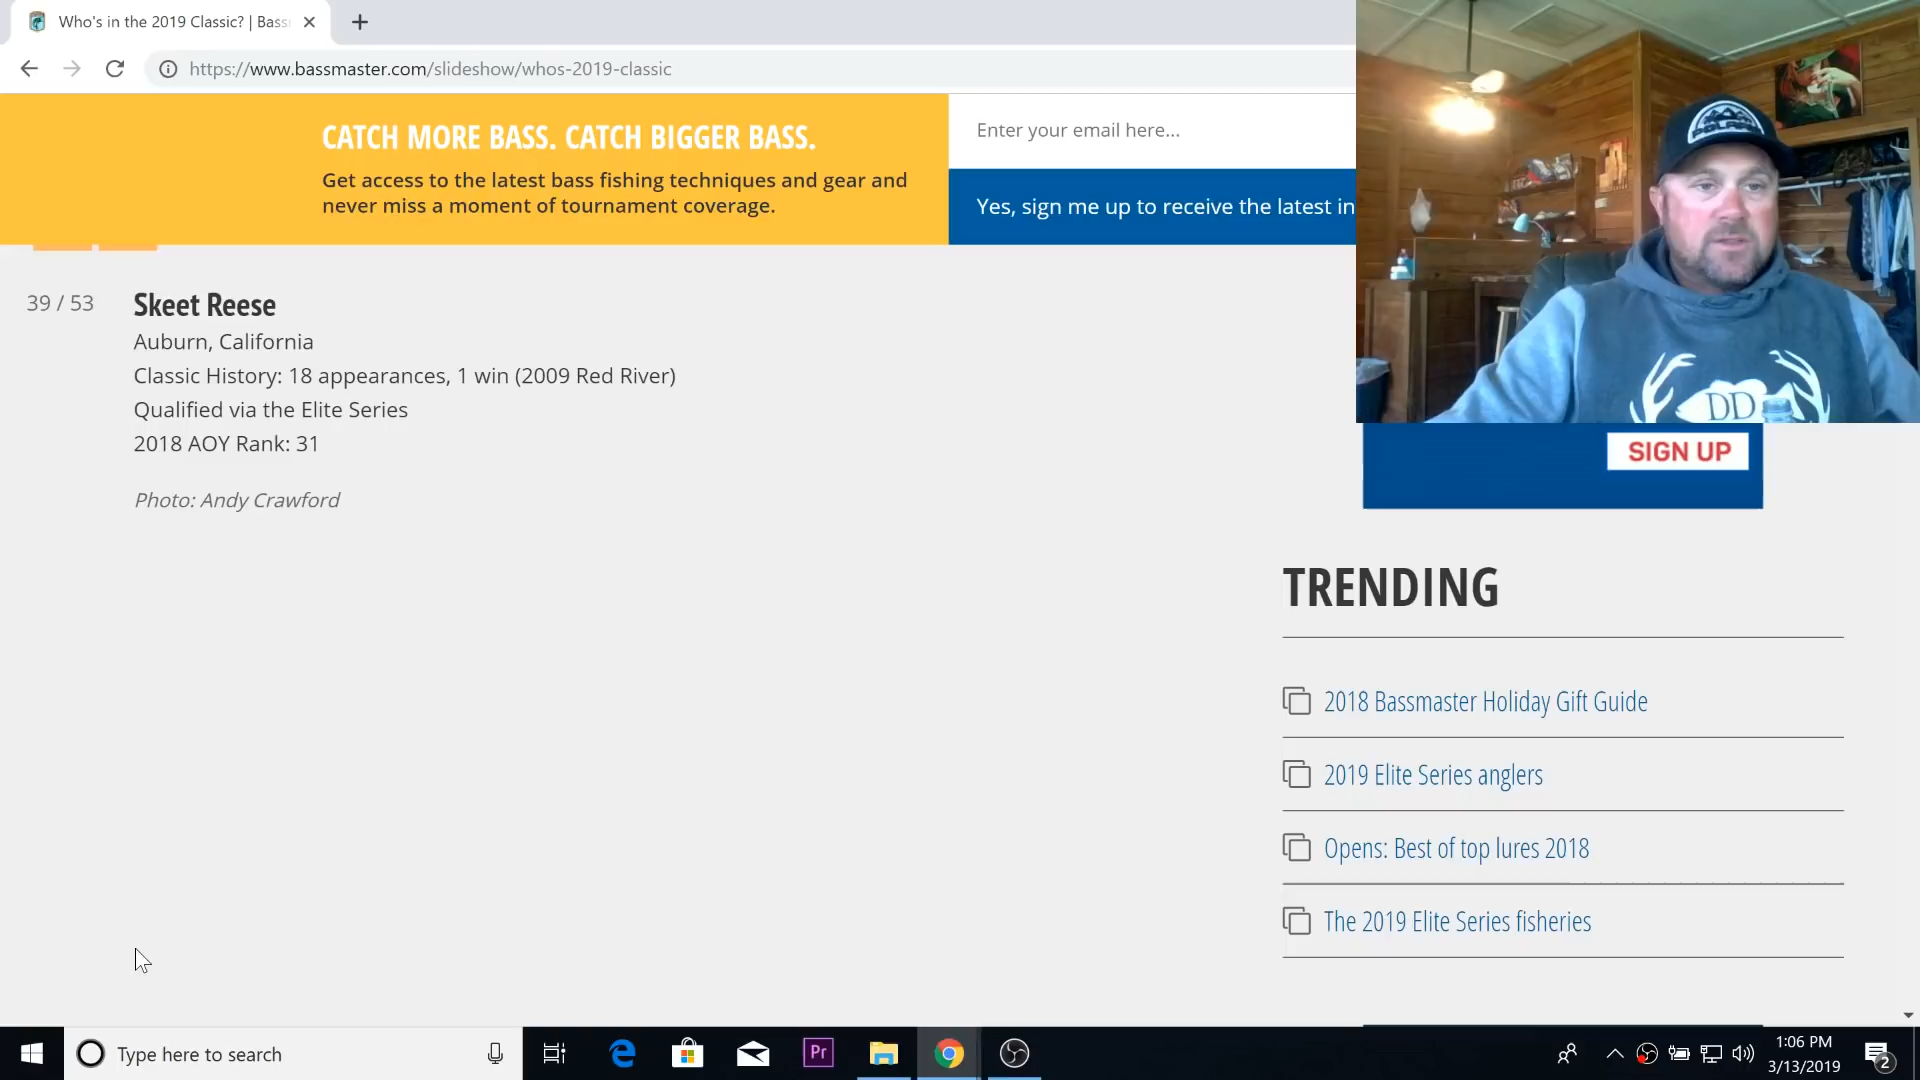 Who's in the 2019 Classic? | Bass
https://www.bassmaster.com/slideshow/whos-2019-classic
CATCH MORE BASS. CATCH BIGGER BASS.
Get access to the latest bass fishing techniques and gear and
never miss a moment of tournament coverage.
Enter your email here...
Yes, sign me up to receive the latest in
39 / 53
Skeet Reese
Auburn, California
Classic History: 18 appearances, 1 win (2009 Red River)
Qualified via the Elite Series
2018 AOY Rank: 31
Photo: Andy Crawford
DD
SIGN UP
TRENDING
2018 Bassmaster Holiday Gift Guide
2019 Elite Series anglers
Opens: Best of top lures 2018
The 2019 Elite Series fisheries
Type here to search
Pr
1:06 PM
3/13/2019
2